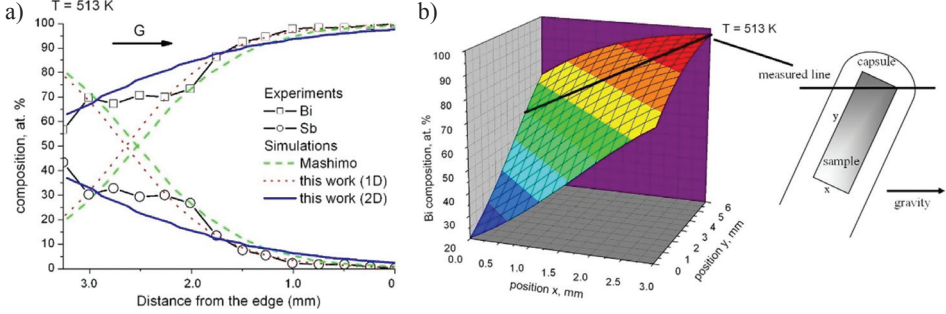 a)
T = 513 K
G
Experiments
Bi
Sb
Simulations
Mashimo
this work (1D)
this work (2D)
composition, at. %
100
90
80
70
60
50
40
30
20
10
0
3.0
2.0
1.0
0.0
Distance from the edge (mm)
b)
T = 513 K
Bi composition, at. %
100
90
80
70
60
50
40
30
20
0.0
0.5
1.0
1.5
2.0
2.5
3.0
position x, mm
0
1
2
3
4
5
6
position y, mm
measured line
capsule
y
sample
x
gravity